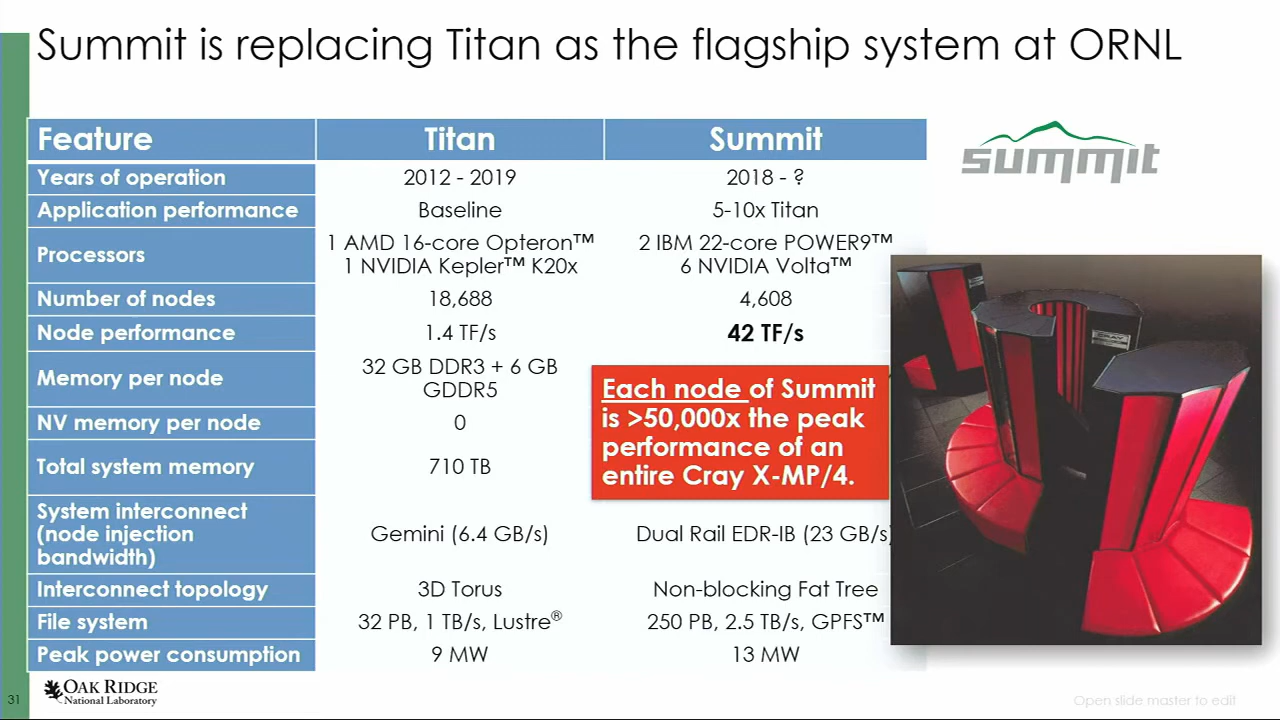 Summit is replacing Titan as the flagship system at ORNL
Feature Titan Summit
Years of operation 2012 - 2019 2018 - ?
Application performance Baseline 5-10x Titan
Processors 1 AMD 16-core Opteron™ 2 IBM 22-core POWER9™
1 NVIDIA Kepler™ K20x 6 NVIDIA Volta™
Number of nodes 18,688 4,608
Node performance 1.4 TF/s 42 TF/s
Memory per node 32 GB DDR3 + 6 GB
GDDR5
NV memory per node 0
Total system memory 710 TB
Each node of Summit
is >50,000x the peak
performance of an
entire Cray X-MP/4.
System interconnect
(node injection
bandwidth) Gemini (6.4 GB/s) Dual Rail EDR-IB (23 GB/s)
Interconnect topology 3D Torus Non-blocking Fat Tree
File system 32 PB, 1 TB/s, Lustre® 250 PB, 2.5 TB/s, GPFS™
Peak power consumption 9 MW 13 MW
summit
31
OAK RIDGE
National Laboratory
Open slide master to edit